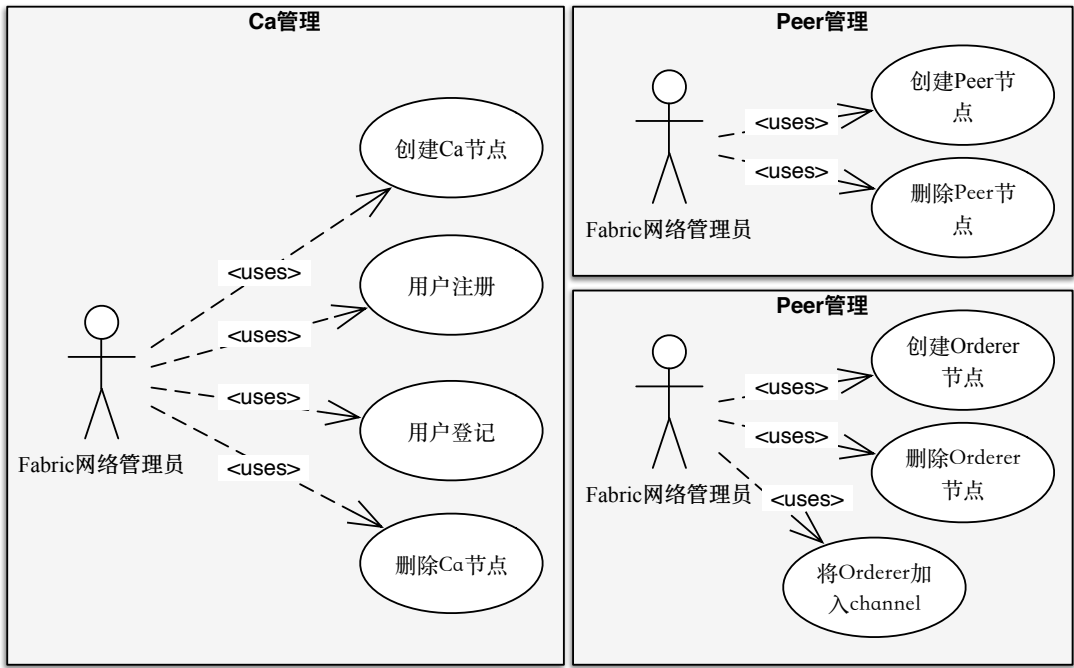 Ca管理
创建Ca节点
<uses>
用户注册
<uses>
<uses>
用户登记
Fabric网络管理员
<uses>
删除Ca节点
Peer管理
创建Peer节
点
<uses>
<uses>
删除Peer节
点
Fabric网络管理员
Peer管理
创建Orderer
节点
<uses>
<uses>
删除Orderer
节点
Fabric网络管理员
<uses>
将Orderer加
入channel